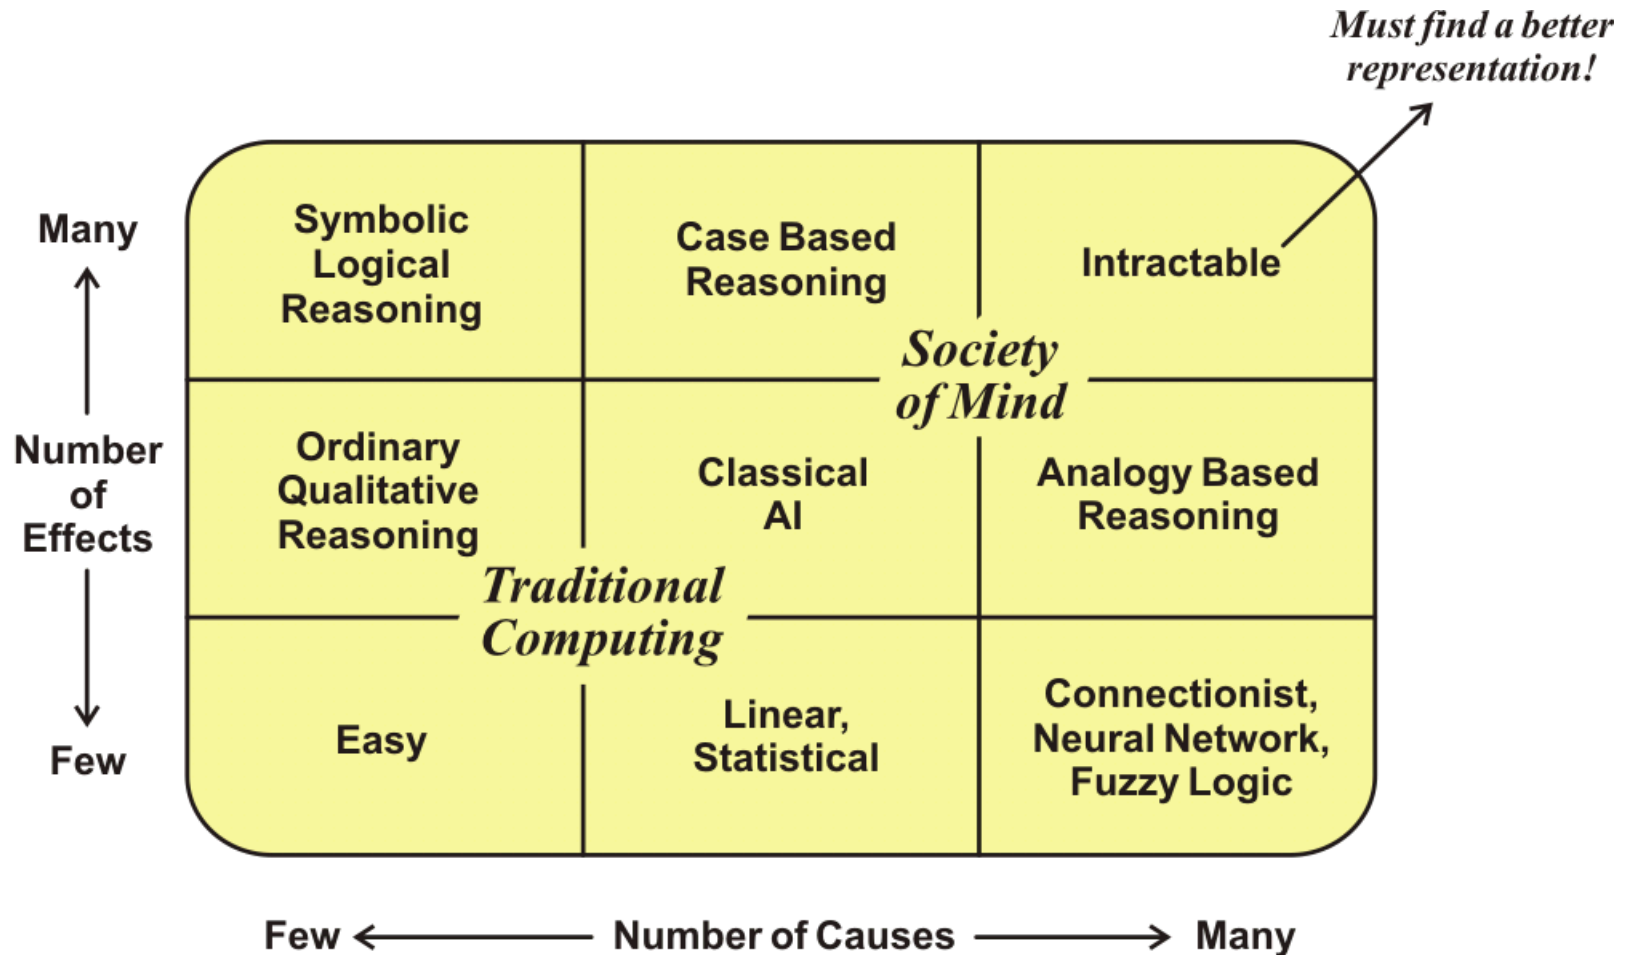 Must find a better
representation!
Many
Number
of
Effects
Few
Symbolic
Logical
Reasoning
Case Based
Reasoning
Intractable
Society
of Mind
Ordinary
Qualitative
Reasoning
Classical
AI
Analogy Based
Reasoning
Traditional
Computing
Easy
Linear,
Statistical
Connectionist,
Neural Network,
Fuzzy Logic
Few
Number of Causes
Many